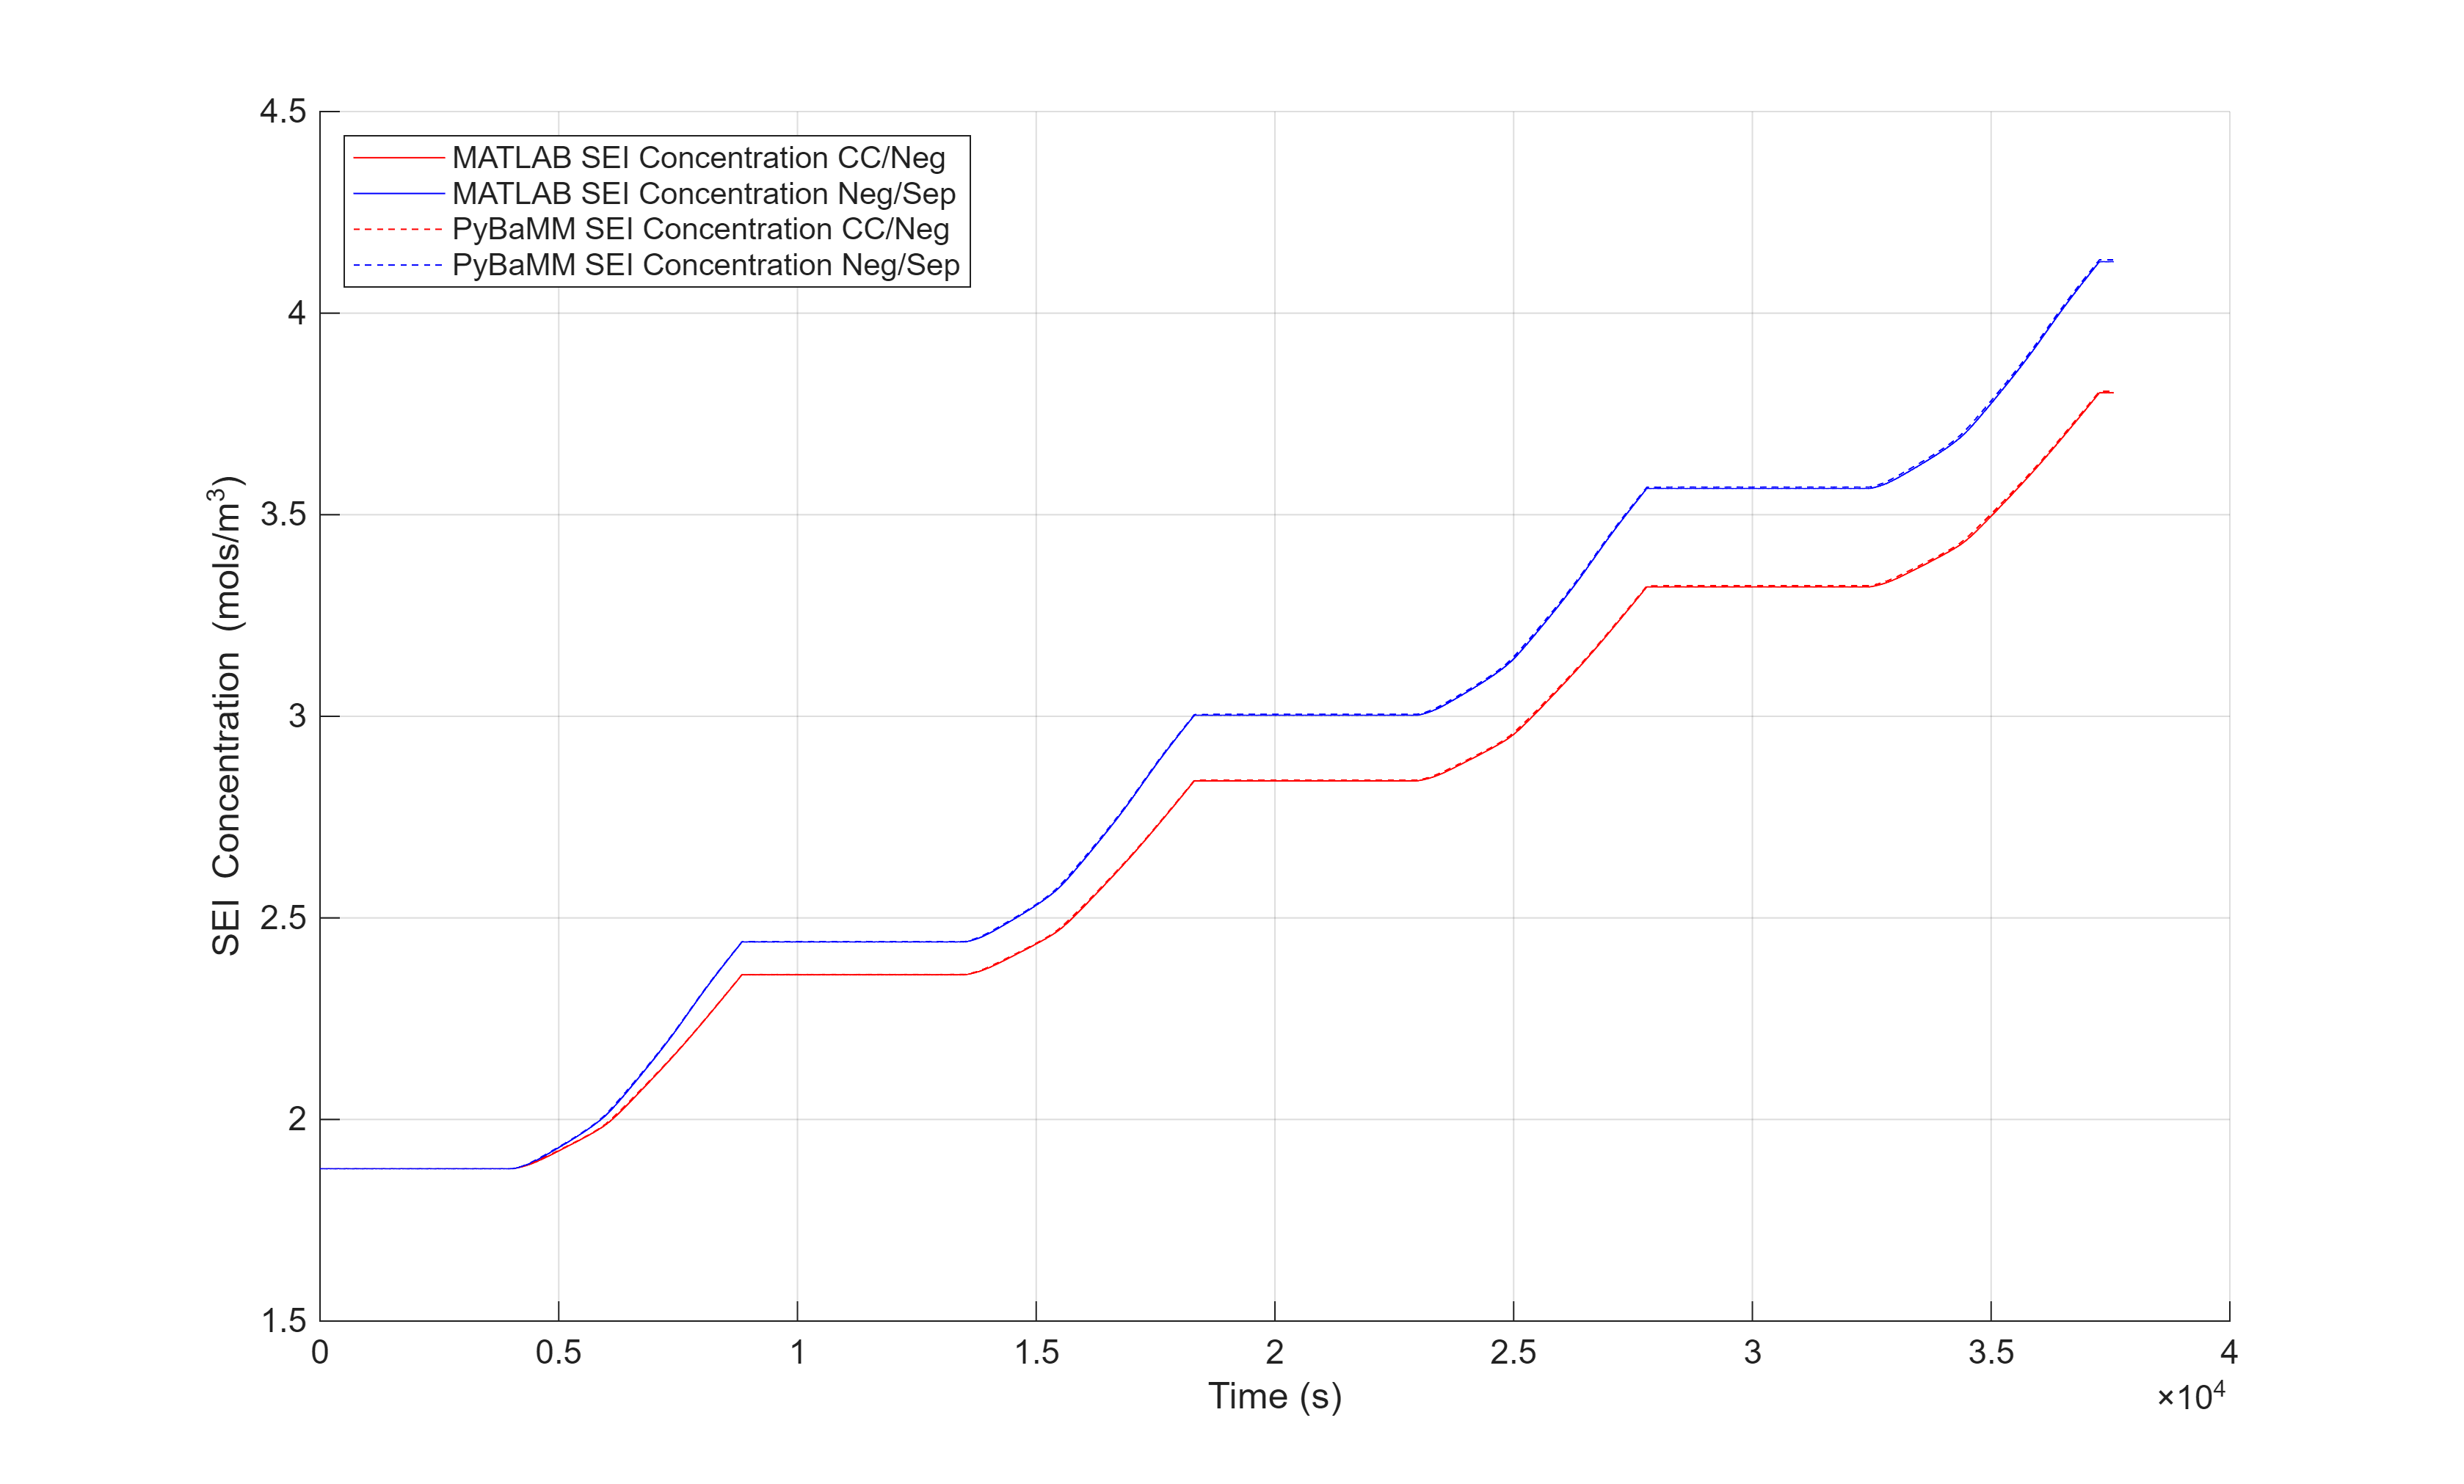 4.5
MATLAB SEI Concentration CC/Neg
MATLAB SEI Concentration Neg/Sep
PyBaMM SEI Concentration CC/Neg
PyBaMM SEI Concentration Neg/Sep
4
3.5
3
2.5
2
1.5
SEI Concentration (mols/m³)
0 0.5 1 1.5 2 2.5 3 3.5 4
Time (s)
×10⁴